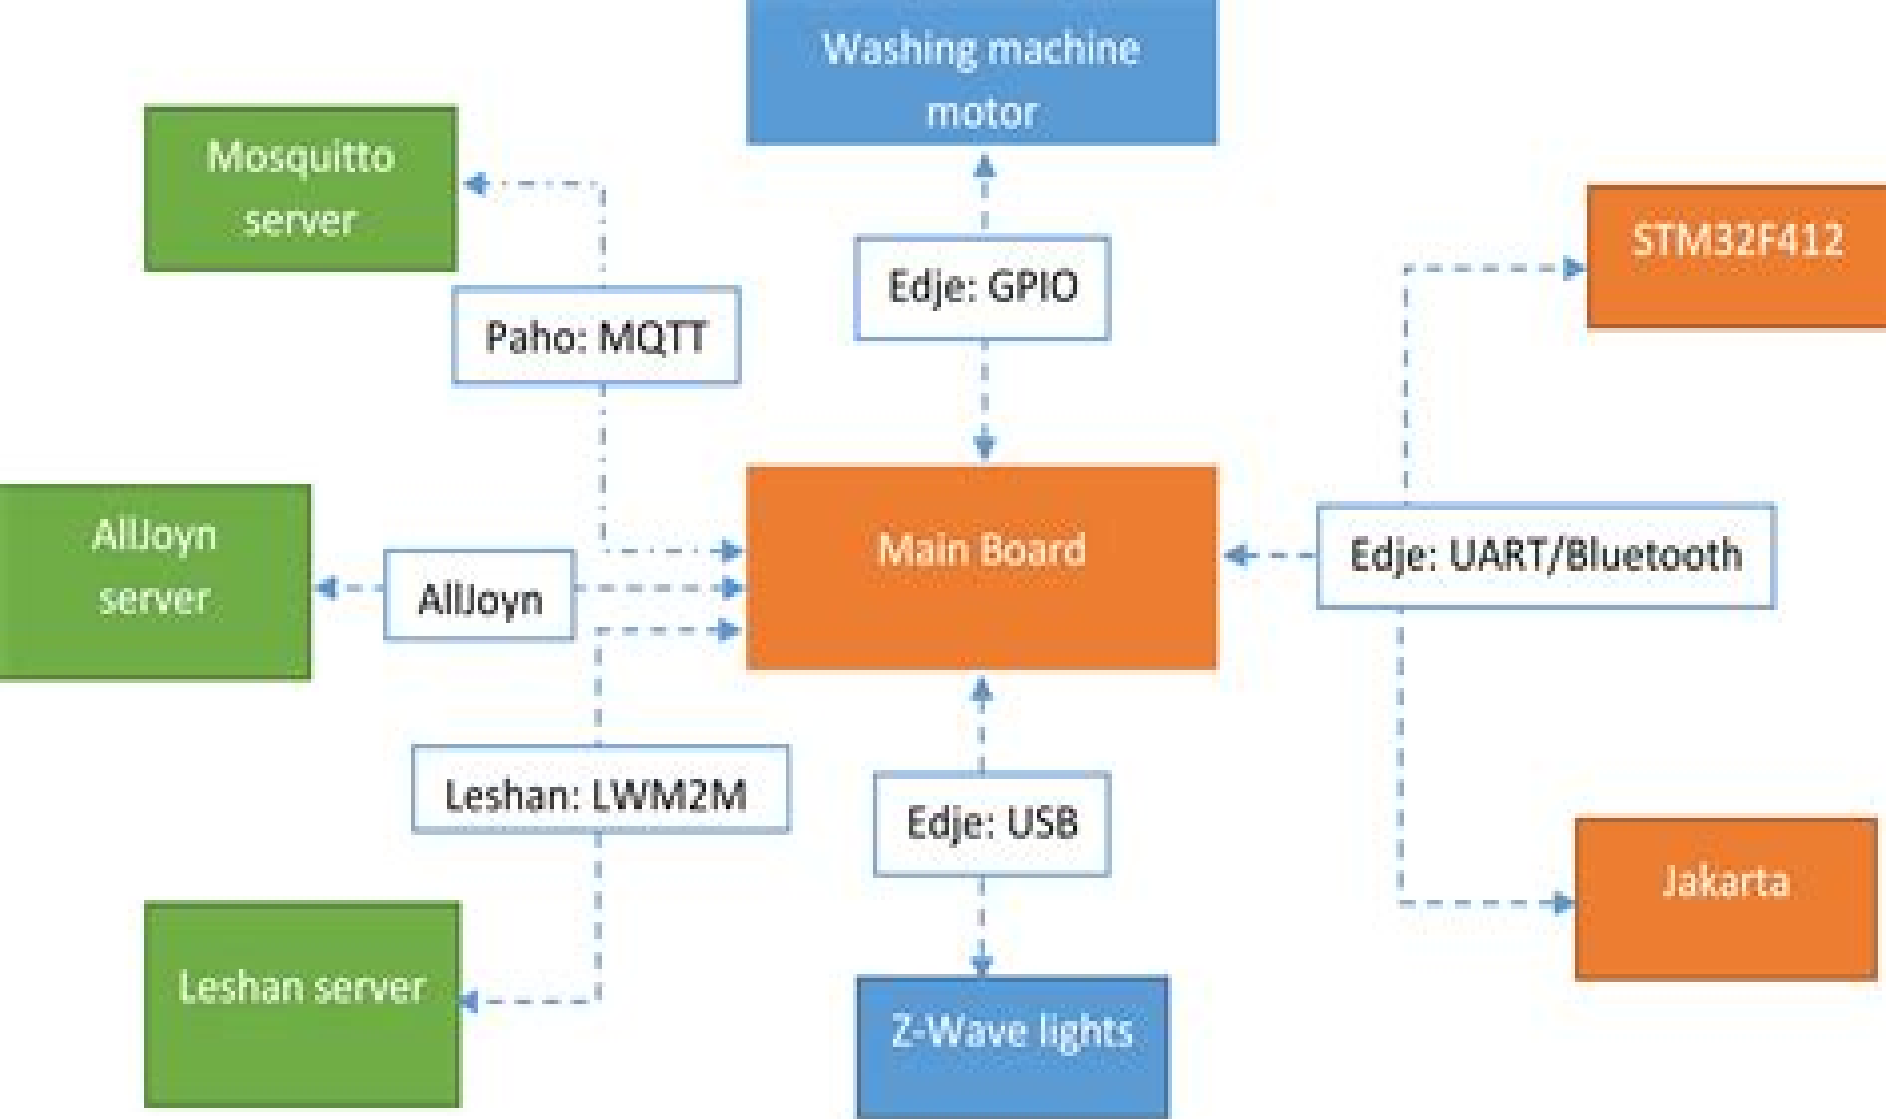 Washing machine
motor
Mosquitto
server
STM32F412
Edje: GPIO
Paho: MQTT
AllJoyn
server
AllJoyn
Main Board
Edje: UART/Bluetooth
Leshan: LWM2M
Edje: USB
Jakarta
Leshan server
Z-Wave lights